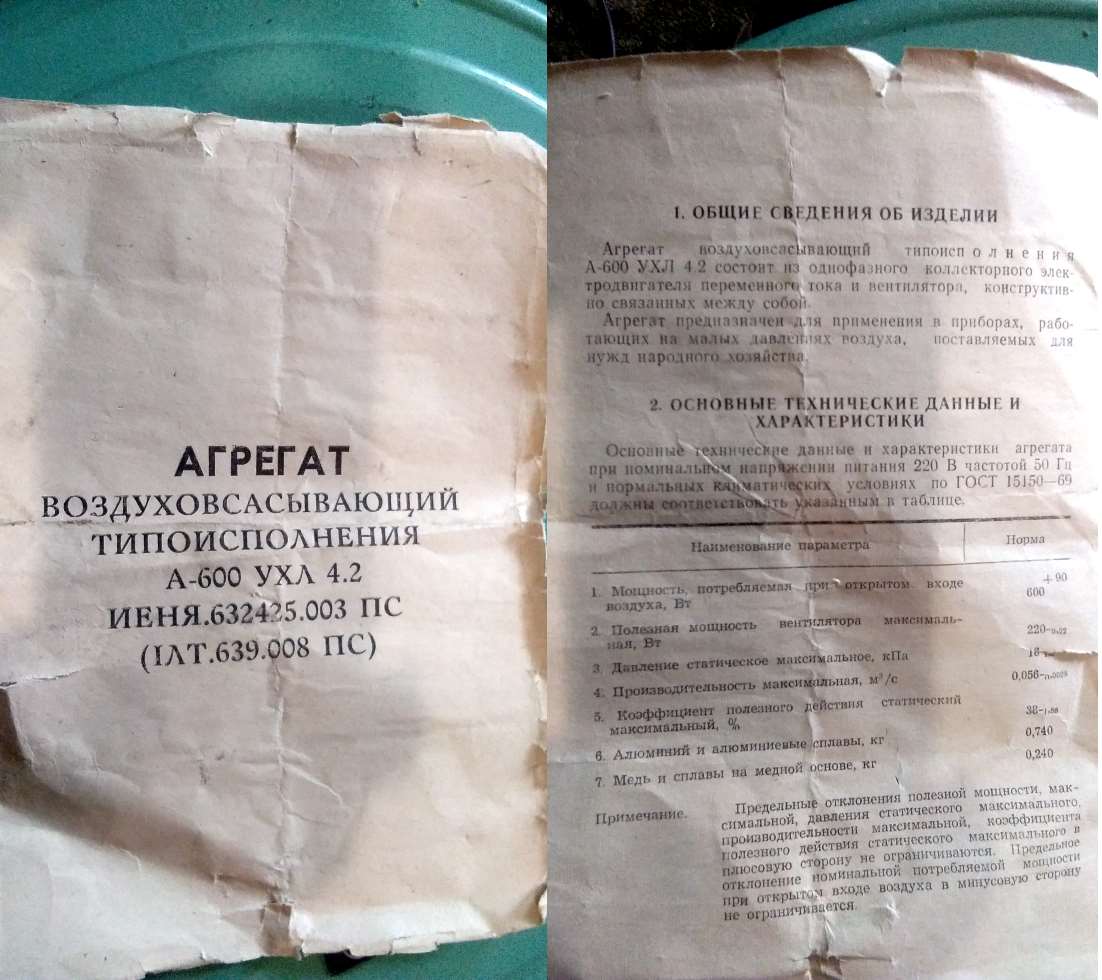 АГРЕГАТ
ВОЗДУХОВСАСЫВАЮЩИЙ
ТИПОИСПОЛНЕНИЯ
А-600 УХЛ 4.2
ИЕНЯ.632425.003 ПС
(IЛТ.639.008 ПС)
1. ОБЩИЕ СВЕДЕНИЯ ОБ ИЗДЕЛИИ
Агрегат воздуховсасывающий типоисполнения
А-600 УХЛ 4.2 состоит из однофазного коллекторного элек-
тродвигателя переменного тока и вентилятора, конструктив-
но связанных между собой.
Агрегат предназначен для применения в приборах, рабо-
тающих на малых давлениях воздуха, поставляемых для
нужд народного хозяйства.
2. ОСНОВНЫЕ ТЕХНИЧЕСКИЕ ДАННЫЕ И
ХАРАКТЕРИСТИКИ
Основные технические данные и характеристики агрегата
при номинальном напряжении питания 220 В частотой 50 Гц
и нормальных климатических условиях по ГОСТ 15150—69
должны соответствовать указанным в таблице.
Наименование параметра Норма
1. Мощность, потребляемая при открытом входе +90
воздуха, Вт 600
2. Полезная мощность вентилятора максималь-
ная, Вт 220
3. Давление статическое максимальное, кПа
4. Производительность максимальная, м³/с 0,056
5. Коэффициент полезного действия статический
максимальный, % 38
6. Алюминий и алюминиевые сплавы, кг 0,740
7. Медь и сплавы на медной основе, кг 0,240
Примечание. Предельные отклонения полезной мощности, мак-
симальной, давления статического максимального,
производительности максимальной, коэффициента
полезного действия статического максимального в
плюсовую сторону не ограничиваются. Предельное
отклонение номинальной потребляемой мощности
при открытом входе воздуха в минусовую сторону
не ограничивается.